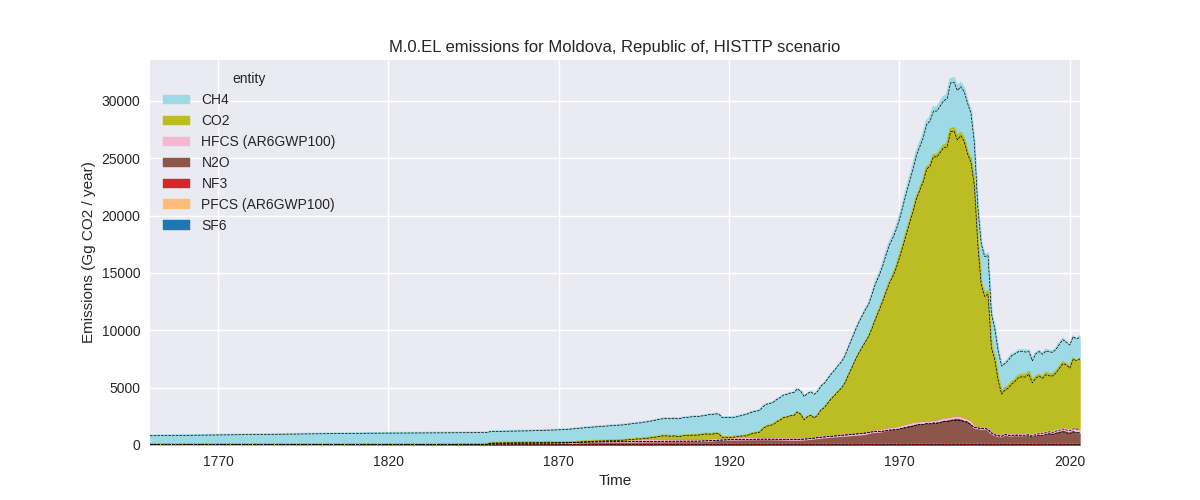 M.0.EL emissions for Moldova, Republic of, HISTTP scenario
entity
CH4
CO2
HFCS (AR6GWP100)
N2O
NF3
PFCS (AR6GWP100)
SF6
Emissions (Gg CO2 / year)
30000
25000
20000
15000
10000
5000
0
1770
1820
1870
1920
1970
2020
Time